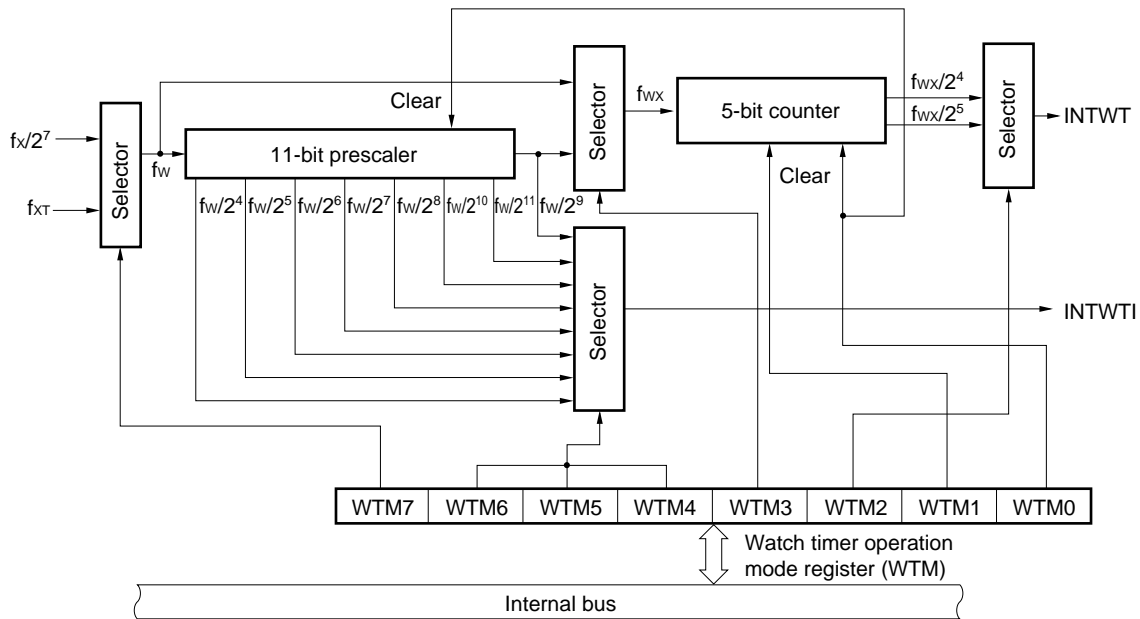 Clear
fX/2^7
fXT
Selector
fW
11-bit prescaler
fW/2^4
fW/2^5
fW/2^6
fW/2^7
fW/2^8
fW/2^10
fW/2^11
fW/2^9
Selector
fWX
5-bit counter
Clear
fWX/2^4
fWX/2^5
Selector
INTWT
Selector
INTWTI
WTM7 WTM6 WTM5 WTM4 WTM3 WTM2 WTM1 WTM0
Watch timer operation
mode register (WTM)
Internal bus